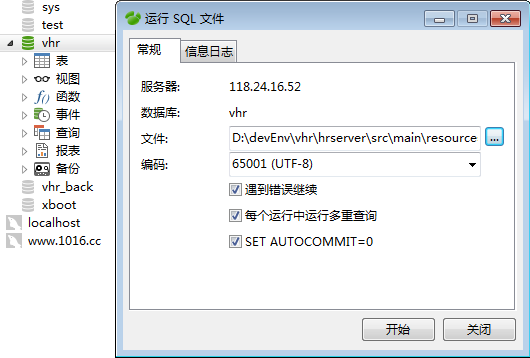 sys
test
vhr
表
视图
f() 函数
事件
查询
报表
备份
vhr_back
xboot
localhost
www.1016.cc
运行 SQL 文件
常规 信息日志
服务器: 118.24.16.52
数据库: vhr
文件: D:\devEnv\vhr\hrserver\src\main\resource ...
编码: 65001 (UTF-8)
遇到错误继续
每个运行中运行多重查询
SET AUTOCOMMIT=0
开始 关闭